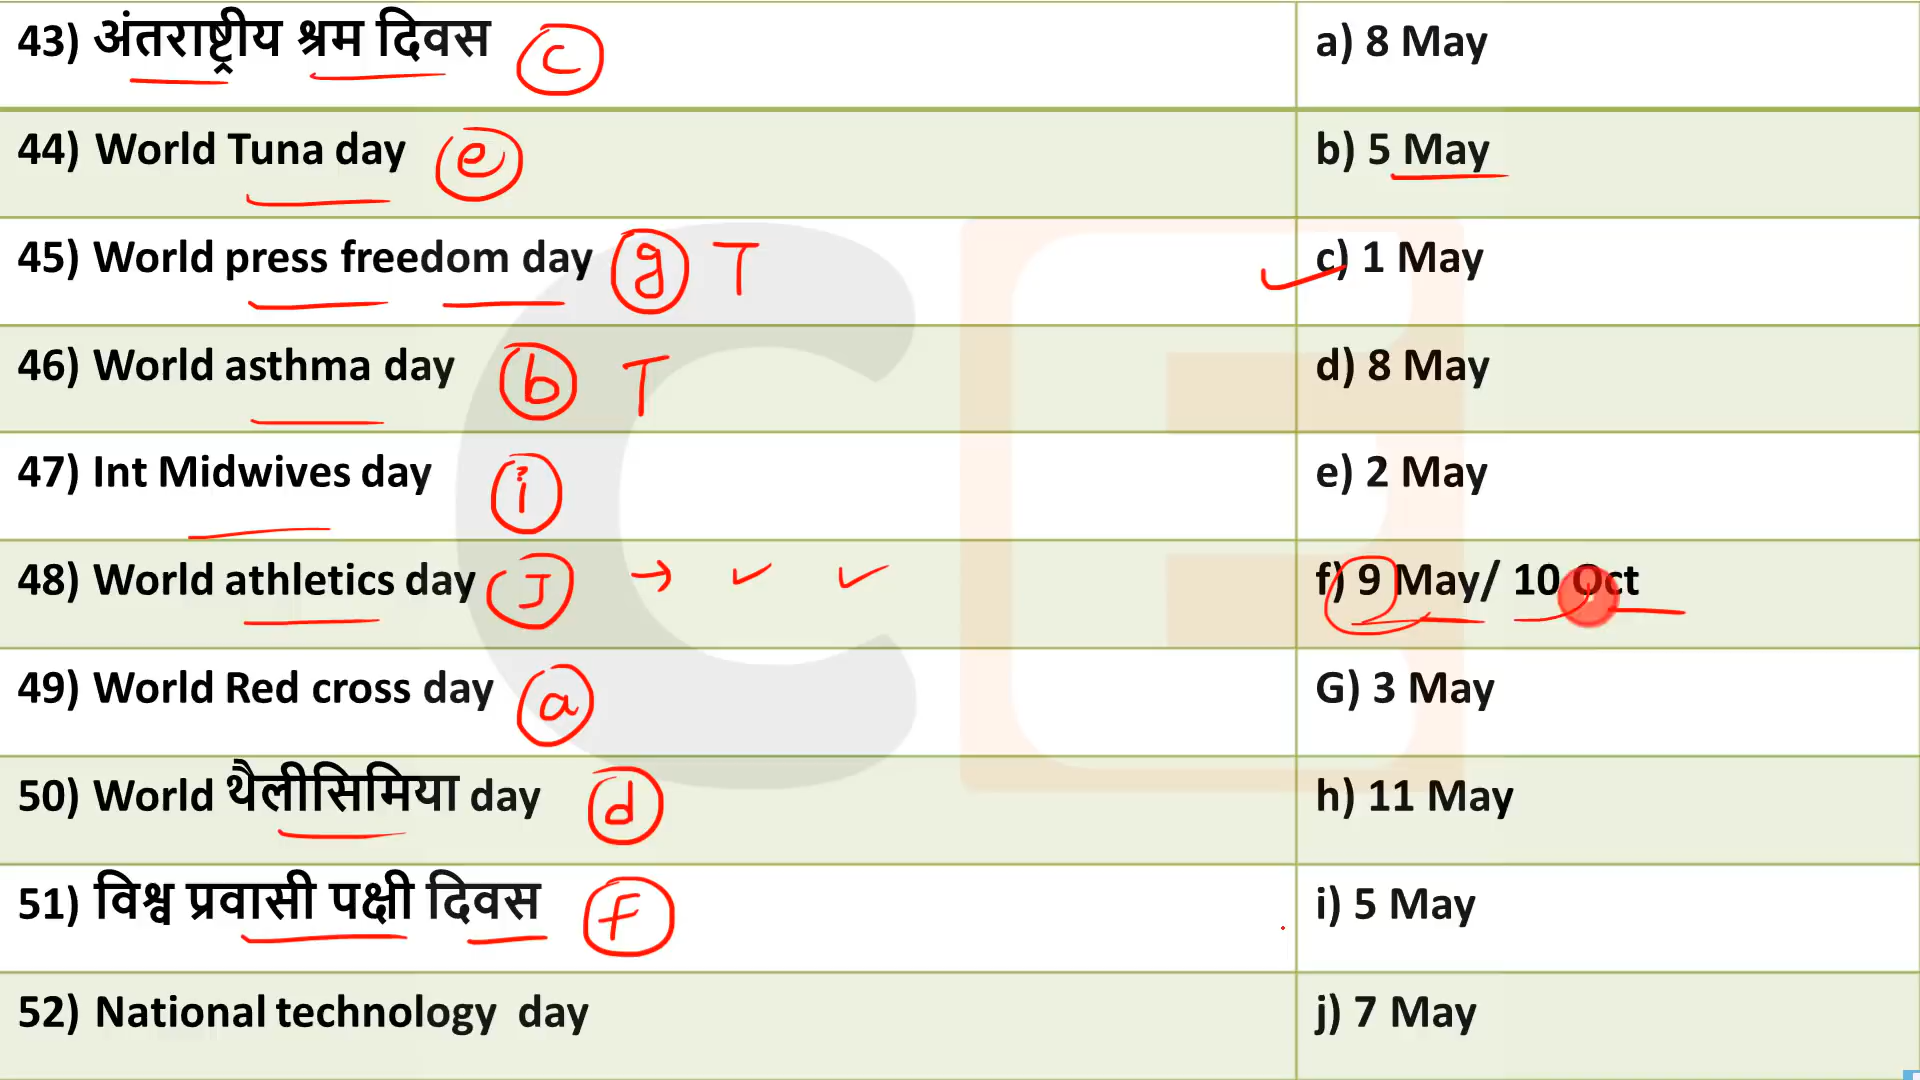 43) अंतराष्ट्रीय श्रम दिवस c a) 8 May
44) World Tuna day e b) 5 May
45) World press freedom day g T c) 1 May
46) World asthma day b T d) 8 May
47) Int Midwives day i e) 2 May
48) World athletics day J → ✓ ✓ f) 9 May/ 10 Oct
49) World Red cross day a G) 3 May
50) World थैलीसिमिया day d h) 11 May
51) विश्व प्रवासी पक्षी दिवस F i) 5 May
52) National technology day j) 7 May